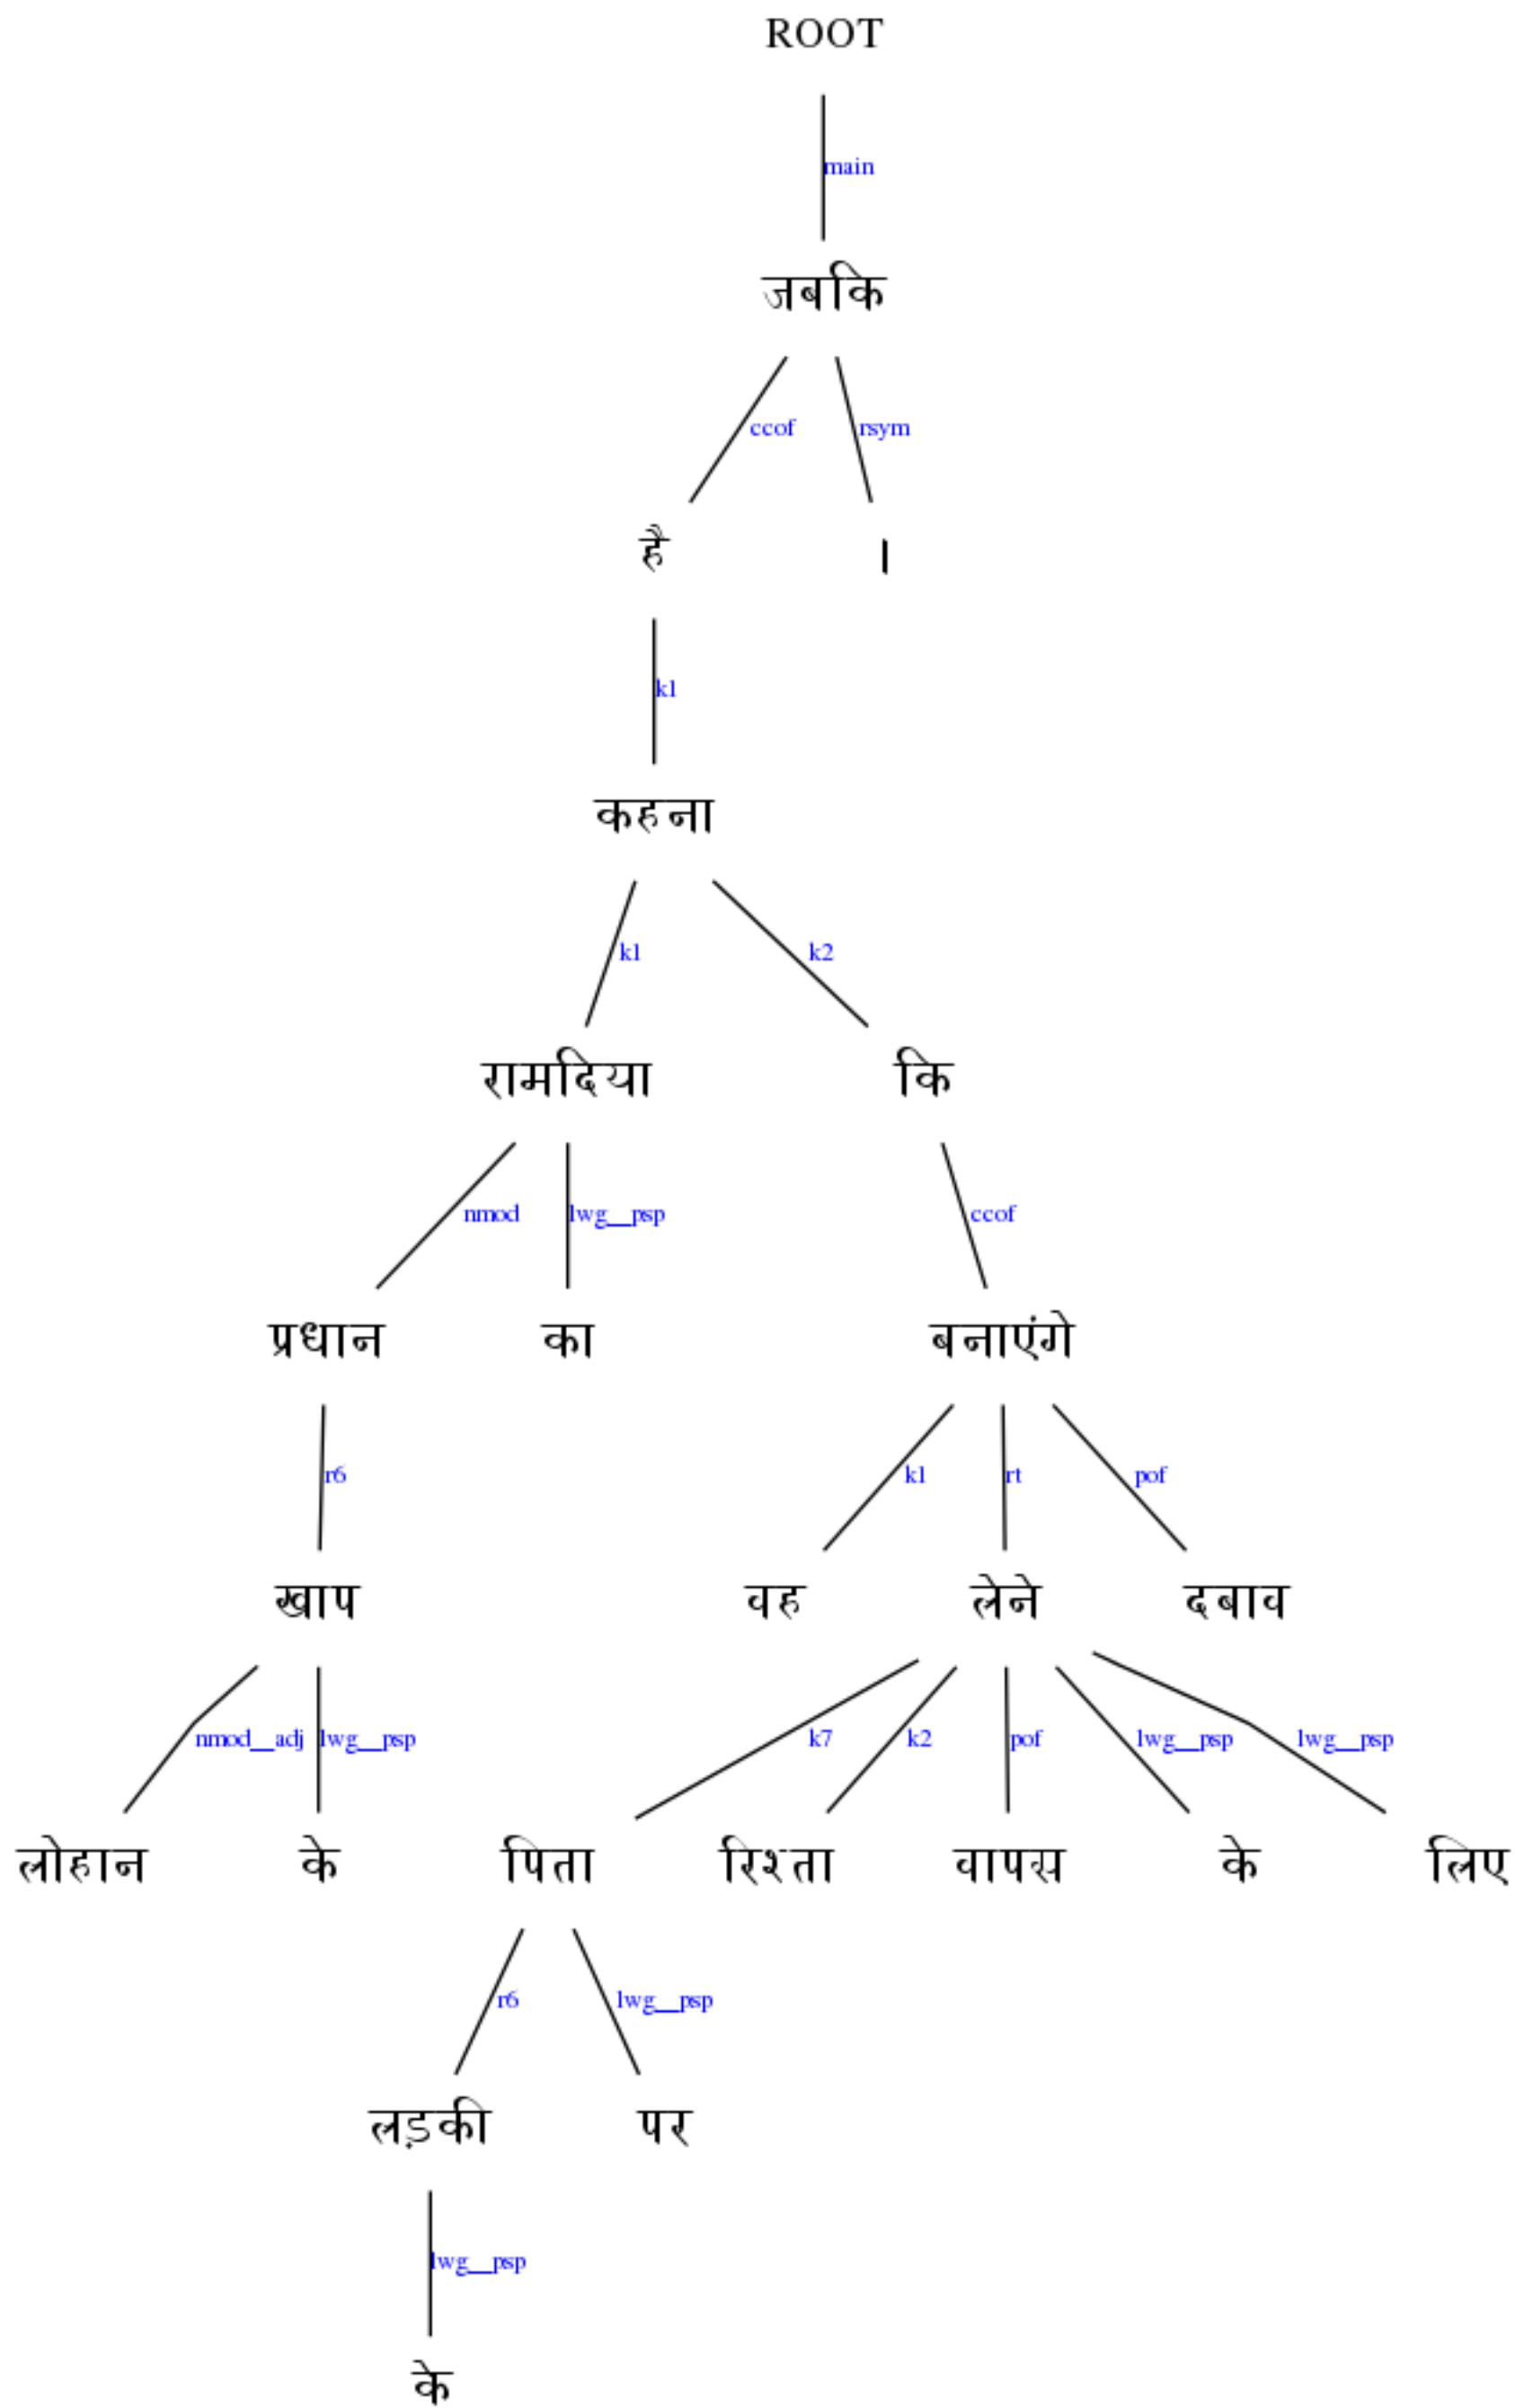 ROOT
main
जबकि
ccof rsym
है ।
k1
कहना
k1 k2
रामदिया कि
nmod lwg__psp ccof
प्रधान का बनाएंगे
r6 k1 rt pof
खाप वह लेने दबाव
nmod__adj lwg__psp k7 k2 pof lwg__psp lwg__psp
लोहान के पिता रिश्ता वापस के लिए
r6 lwg__psp
लड़की पर
lwg__psp
के